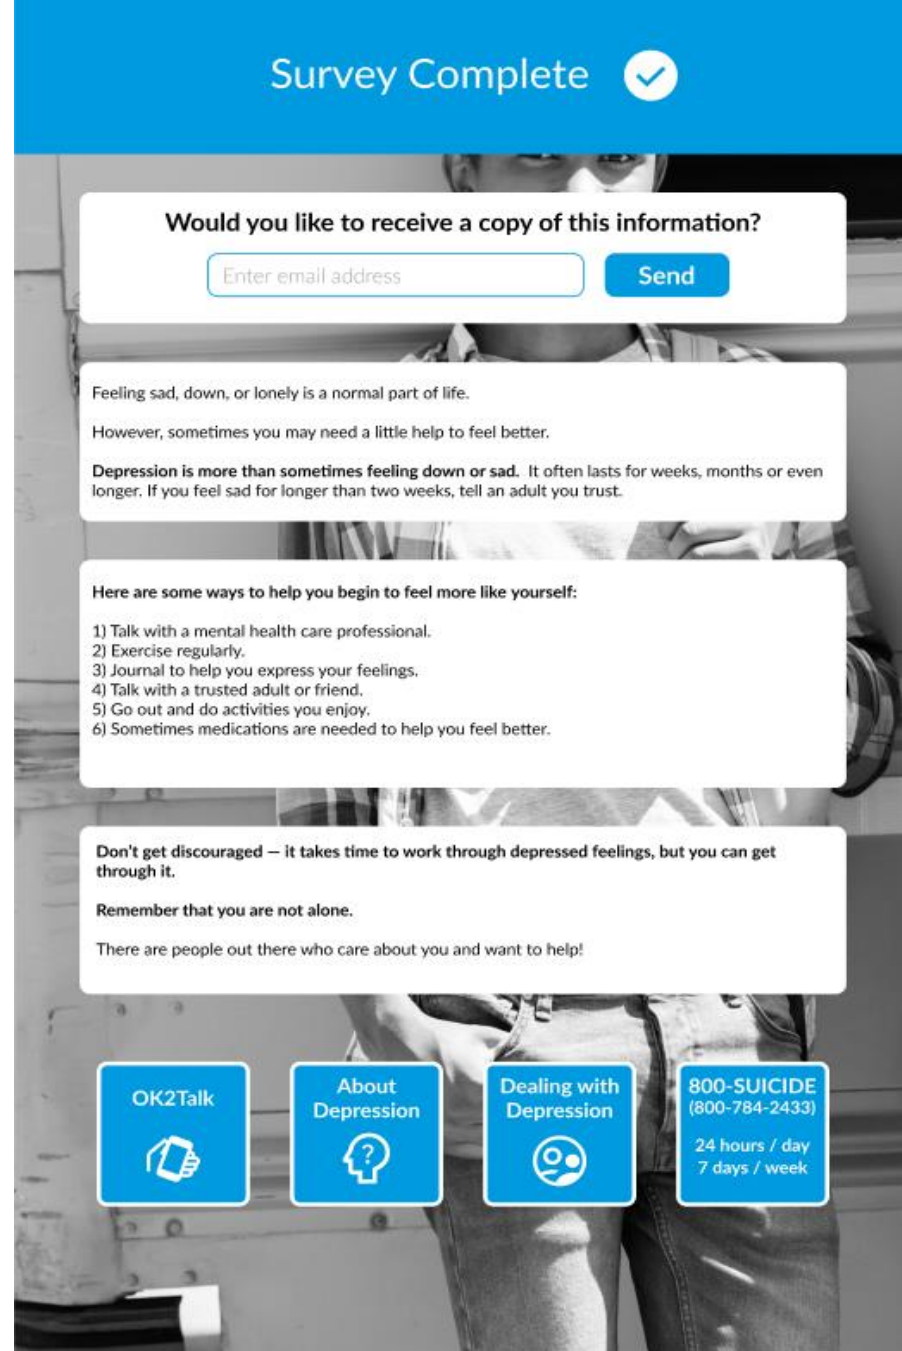 Survey Complete
Would you like to receive a copy of this information?
Enter email address
Send
Feeling sad, down, or lonely is a normal part of life.
However, sometimes you may need a little help to feel better.
Depression is more than sometimes feeling down or sad. It often lasts for weeks, months or even
longer. If you feel sad for longer than two weeks, tell an adult you trust.
Here are some ways to help you begin to feel more like yourself:
1) Talk with a mental health care professional.
2) Exercise regularly.
3) Journal to help you express your feelings.
4) Talk with a trusted adult or friend.
5) Go out and do activities you enjoy.
6) Sometimes medications are needed to help you feel better.
Don't get discouraged — it takes time to work through depressed feelings, but you can get
through it.
Remember that you are not alone.
There are people out there who care about you and want to help!
OK2Talk
About
Depression
?
Dealing with
Depression
800-SUICIDE
(800-784-2433)
24 hours / day
7 days / week